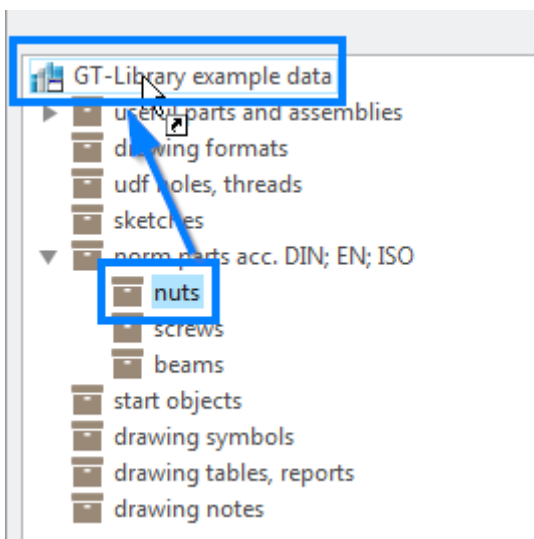 GT-Library example data
useful parts and assemblies
drawing formats
udf holes, threads
sketches
norm parts acc. DIN; EN; ISO
nuts
screws
beams
start objects
drawing symbols
drawing tables, reports
drawing notes